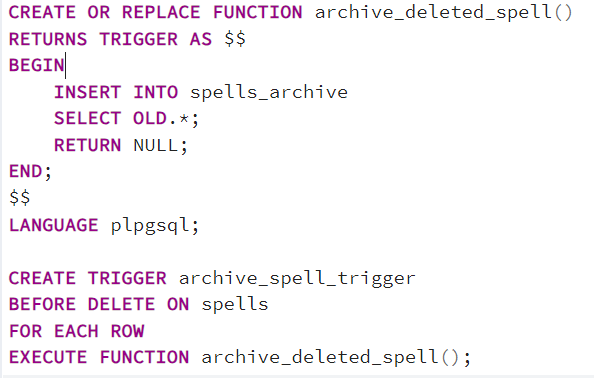 CREATE OR REPLACE FUNCTION archive_deleted_spell()
RETURNS TRIGGER AS $$
BEGIN
    INSERT INTO spells_archive
    SELECT OLD.*;
    RETURN NULL;
END;
$$
LANGUAGE plpgsql;

CREATE TRIGGER archive_spell_trigger
BEFORE DELETE ON spells
FOR EACH ROW
EXECUTE FUNCTION archive_deleted_spell();